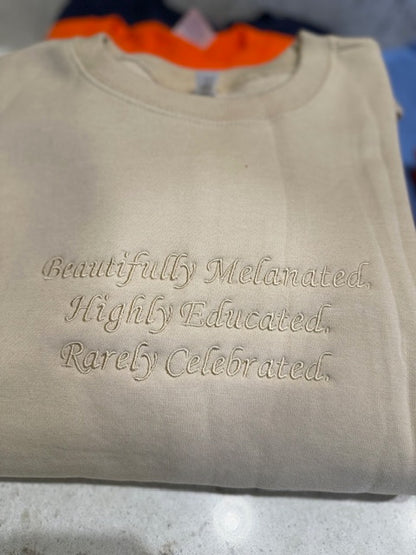 Beautifully Melanated.
Highly Educated.
Rarely Celebrated.